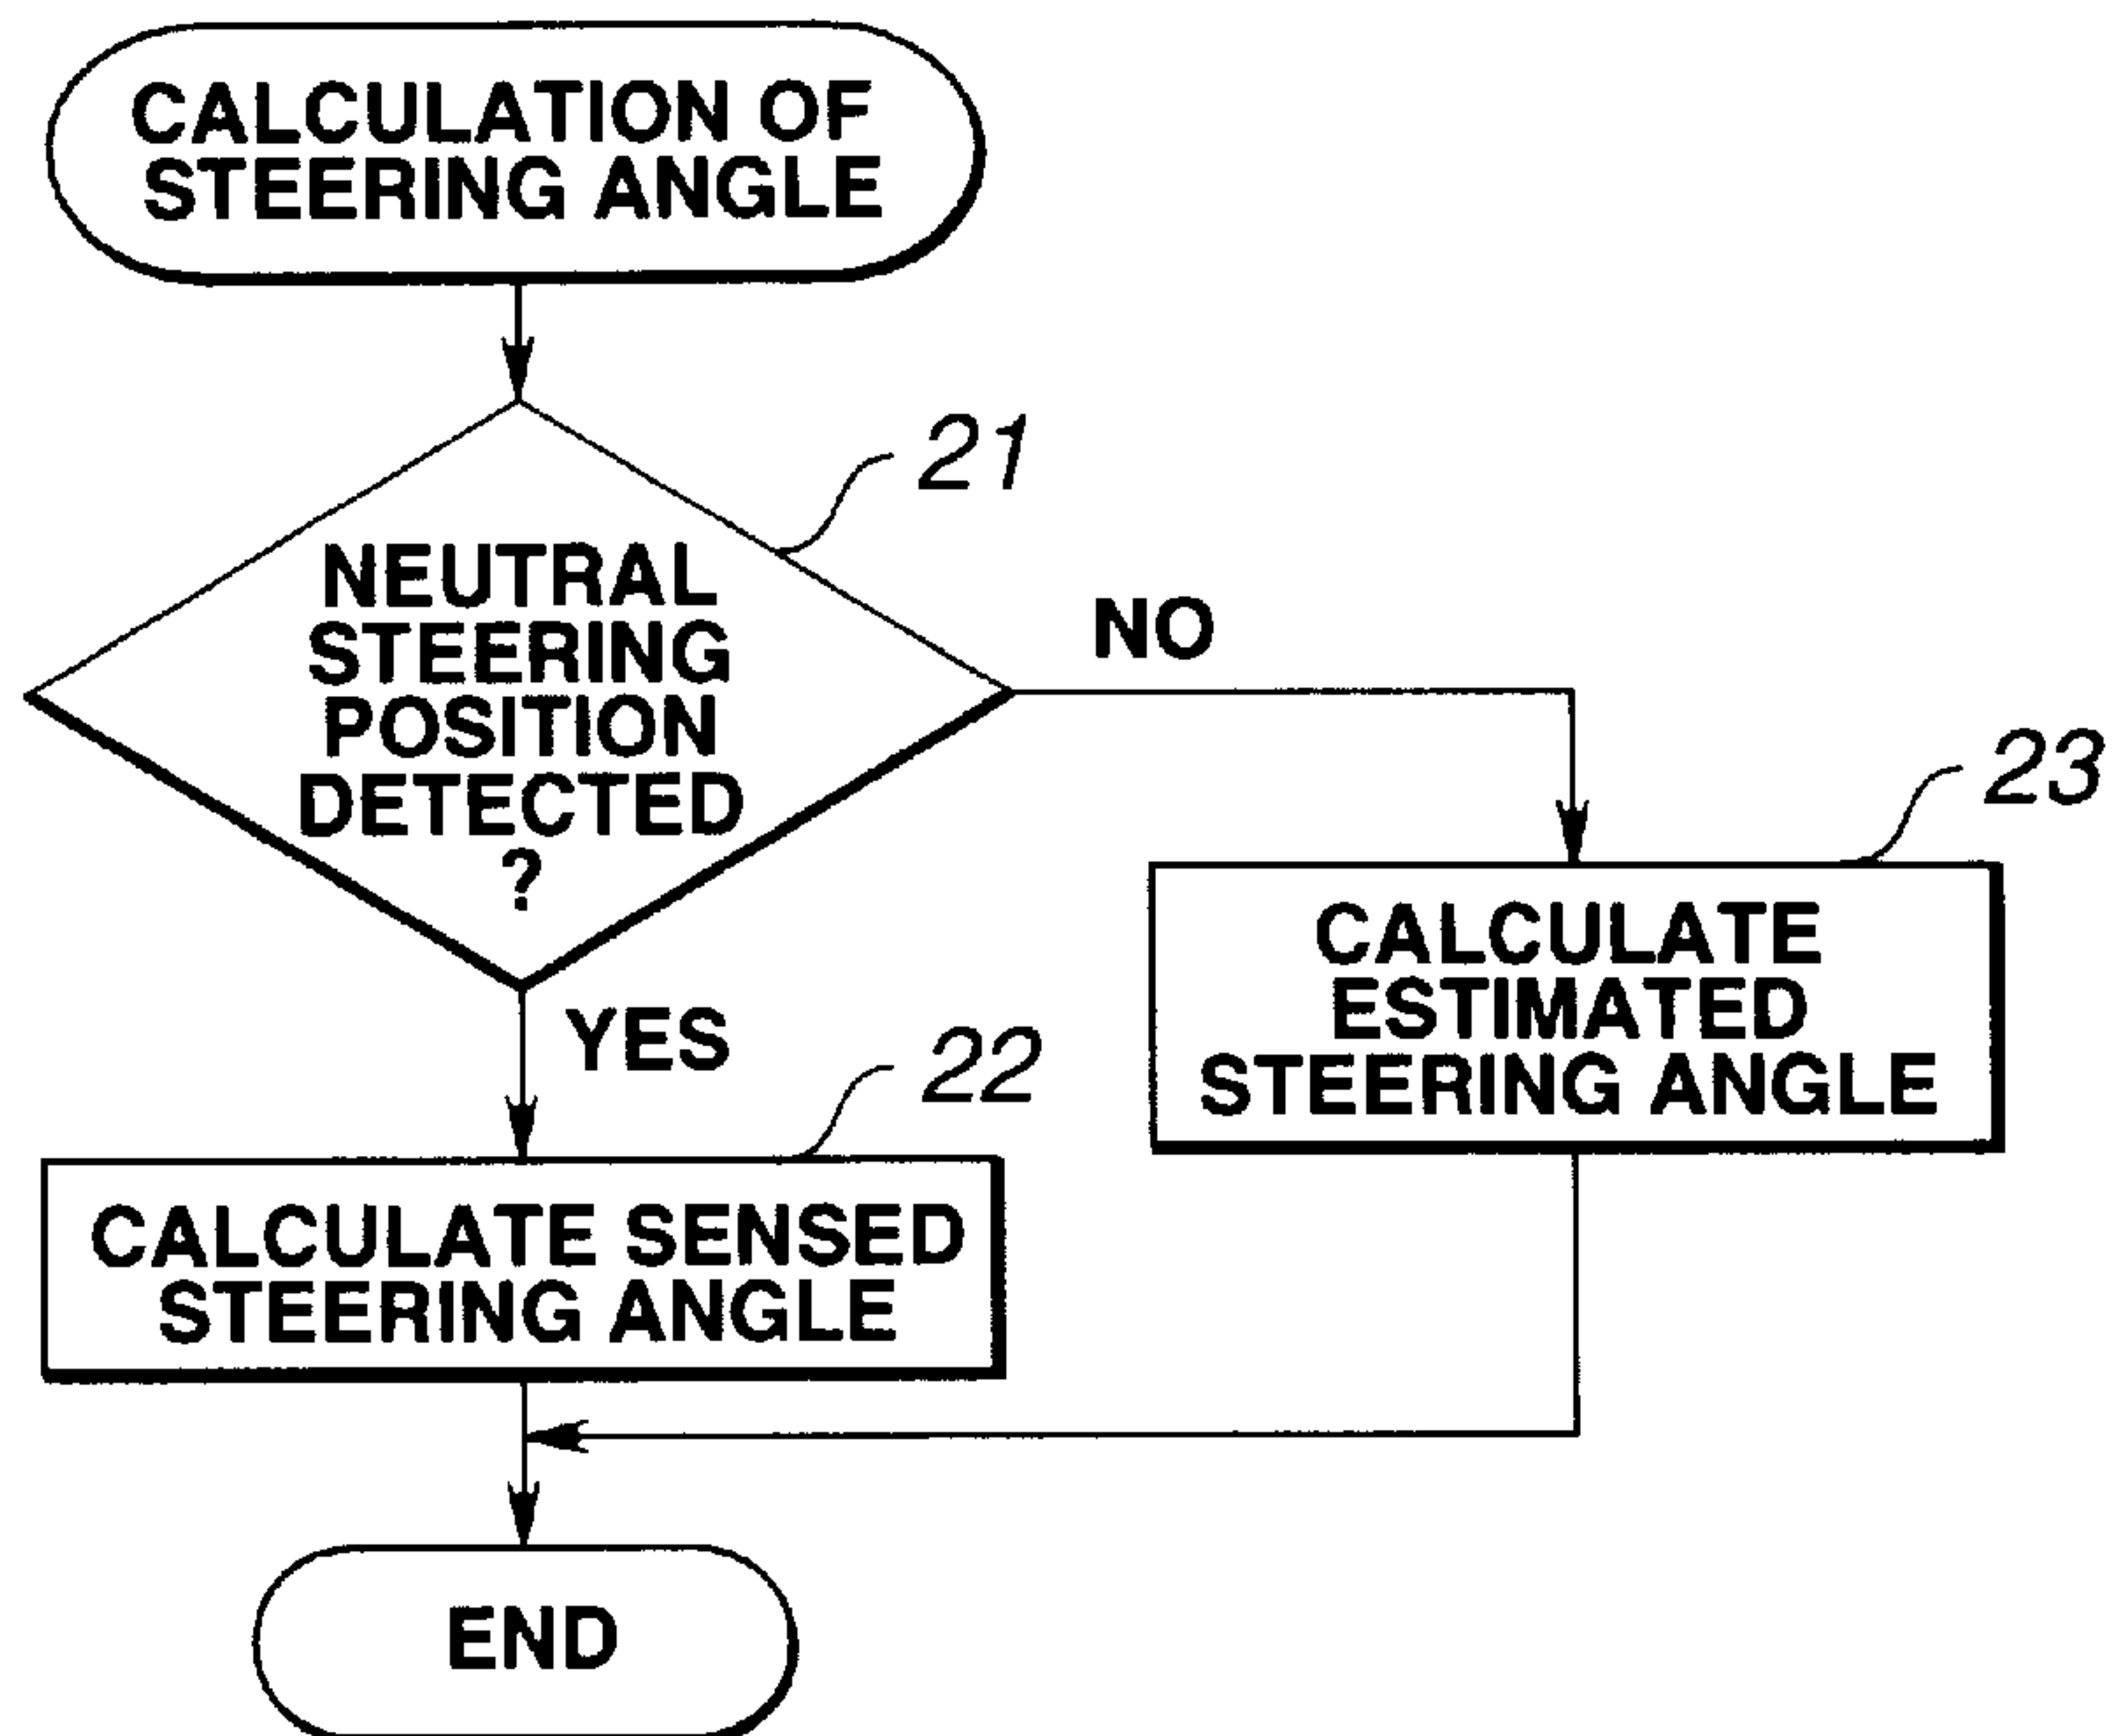 CALCULATION OF
STEERING ANGLE
21
NEUTRAL
STEERING
POSITION
DETECTED
?
NO
23
CALCULATE
ESTIMATED
STEERING ANGLE
YES
22
CALCULATE SENSED
STEERING ANGLE
END